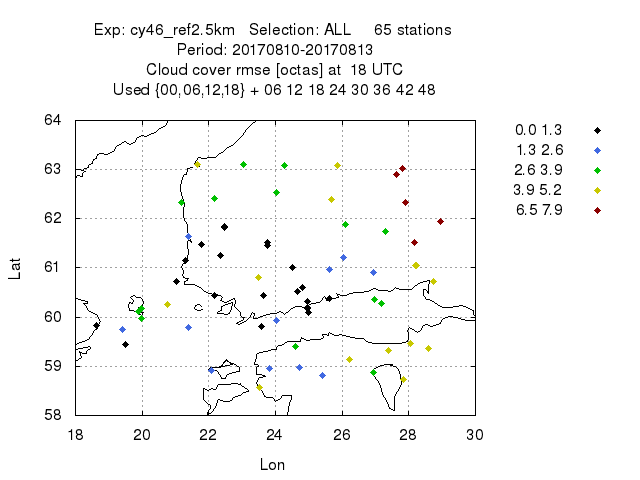 Exp: cy46_ref2.5km   Selection: ALL     65 stations
Period: 20170810-20170813
Cloud cover rmse [octas] at  18 UTC
Used {00,06,12,18} + 06 12 18 24 30 36 42 48
64
63
62
61
60
59
58
Lat
18 20 22 24 26 28 30
Lon
0.0 1.3
1.3 2.6
2.6 3.9
3.9 5.2
6.5 7.9